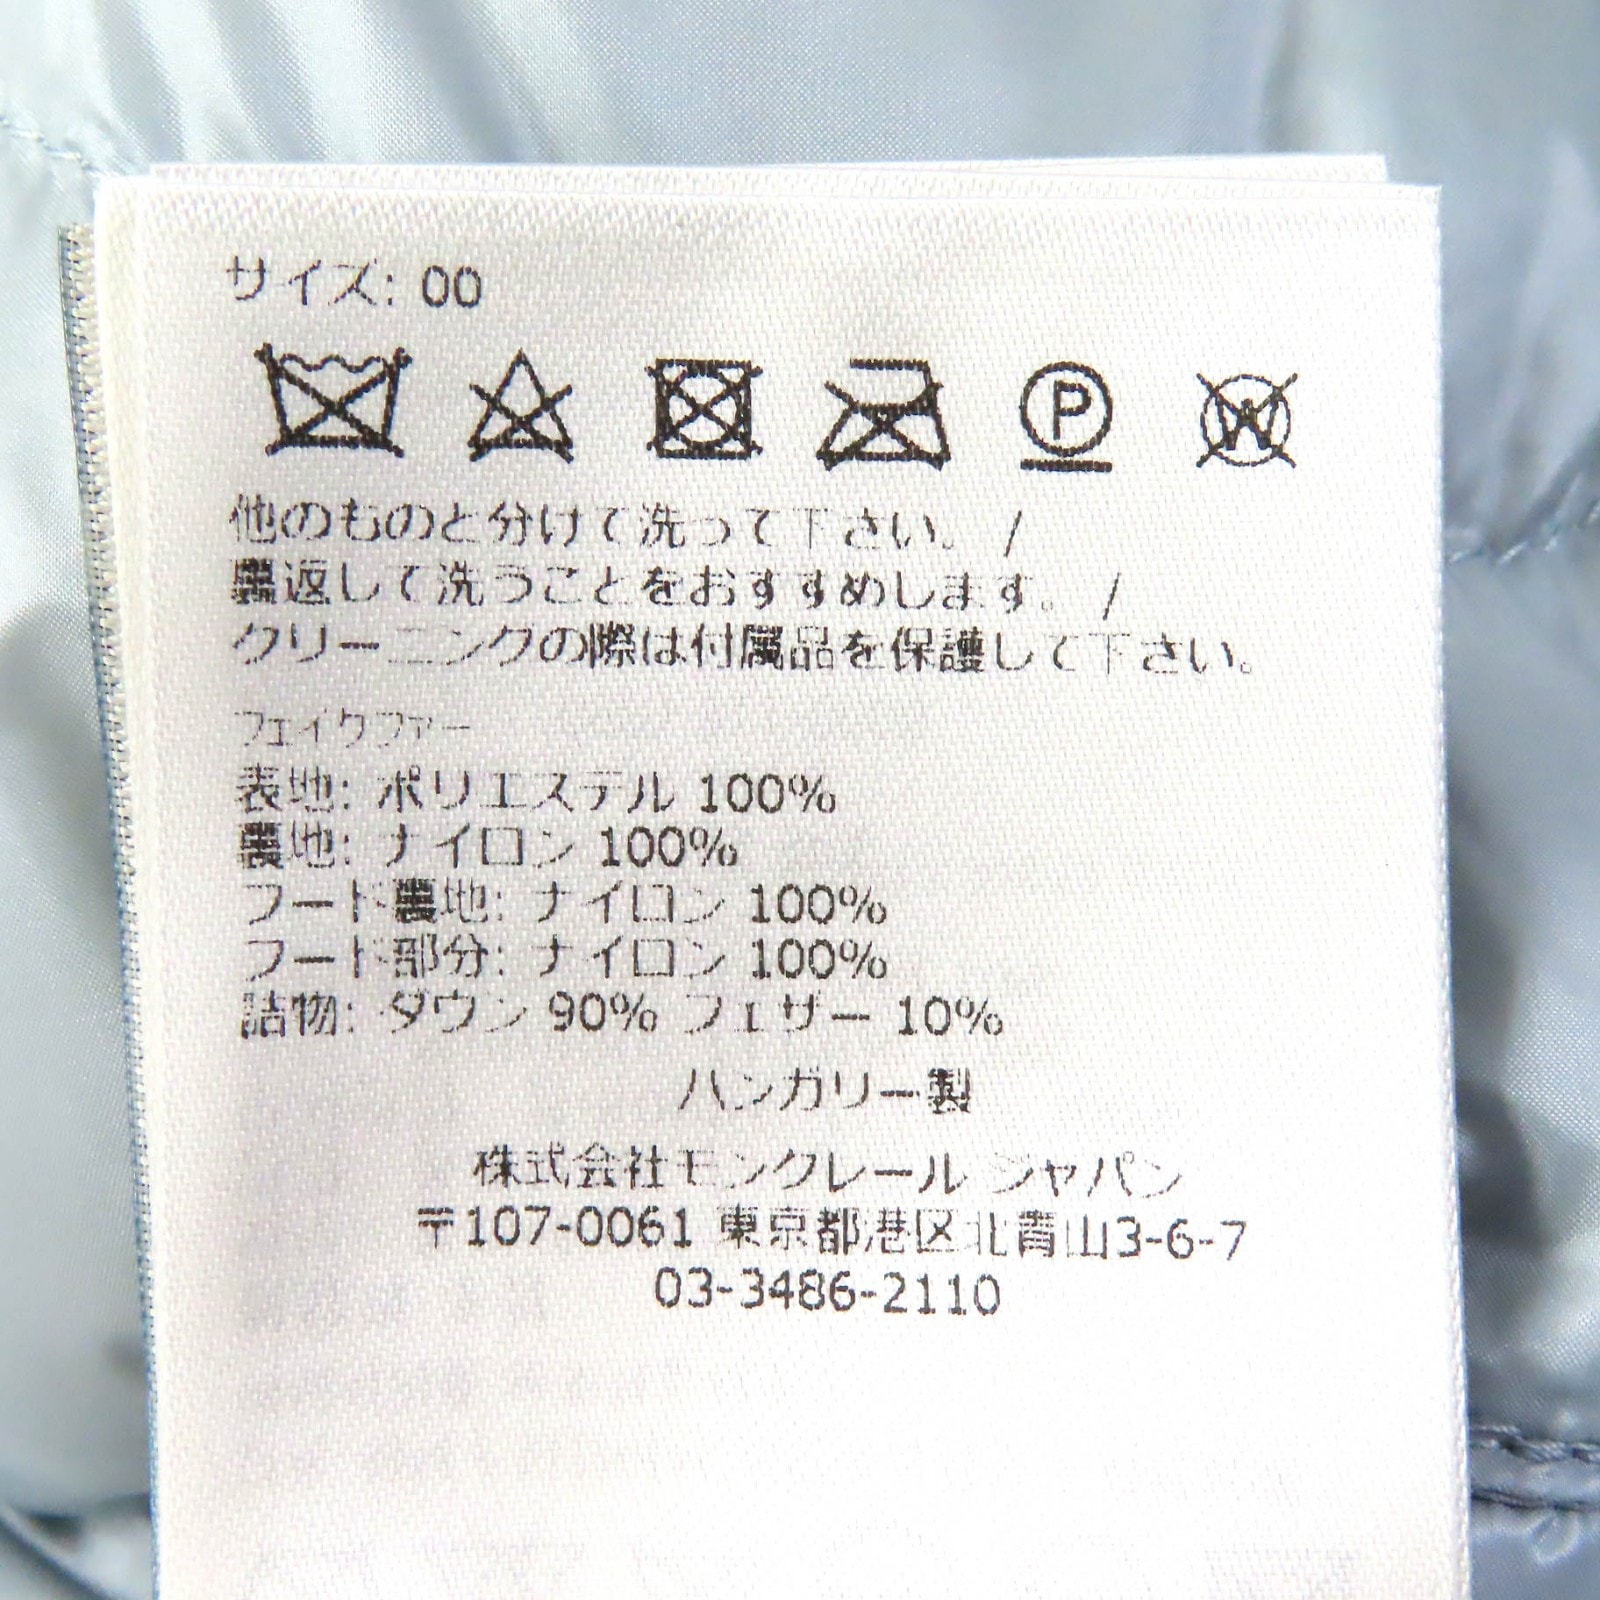 サイズ: 00
P W
他のものと分けて洗って下さい。 /
裏返して洗うことをおすすめします。 /
クリーニングの際は付属品を保護して下さい。
フェイクファー
表地: ポリエステル 100%
裏地: ナイロン 100%
フード裏地: ナイロン 100%
フード部分: ナイロン 100%
詰物: ダウン 90% フェザー 10%
ハンガリー製
株式会社モンクレール ジャパン
〒107-0061 東京都港区北青山3-6-7
03-3486-2110